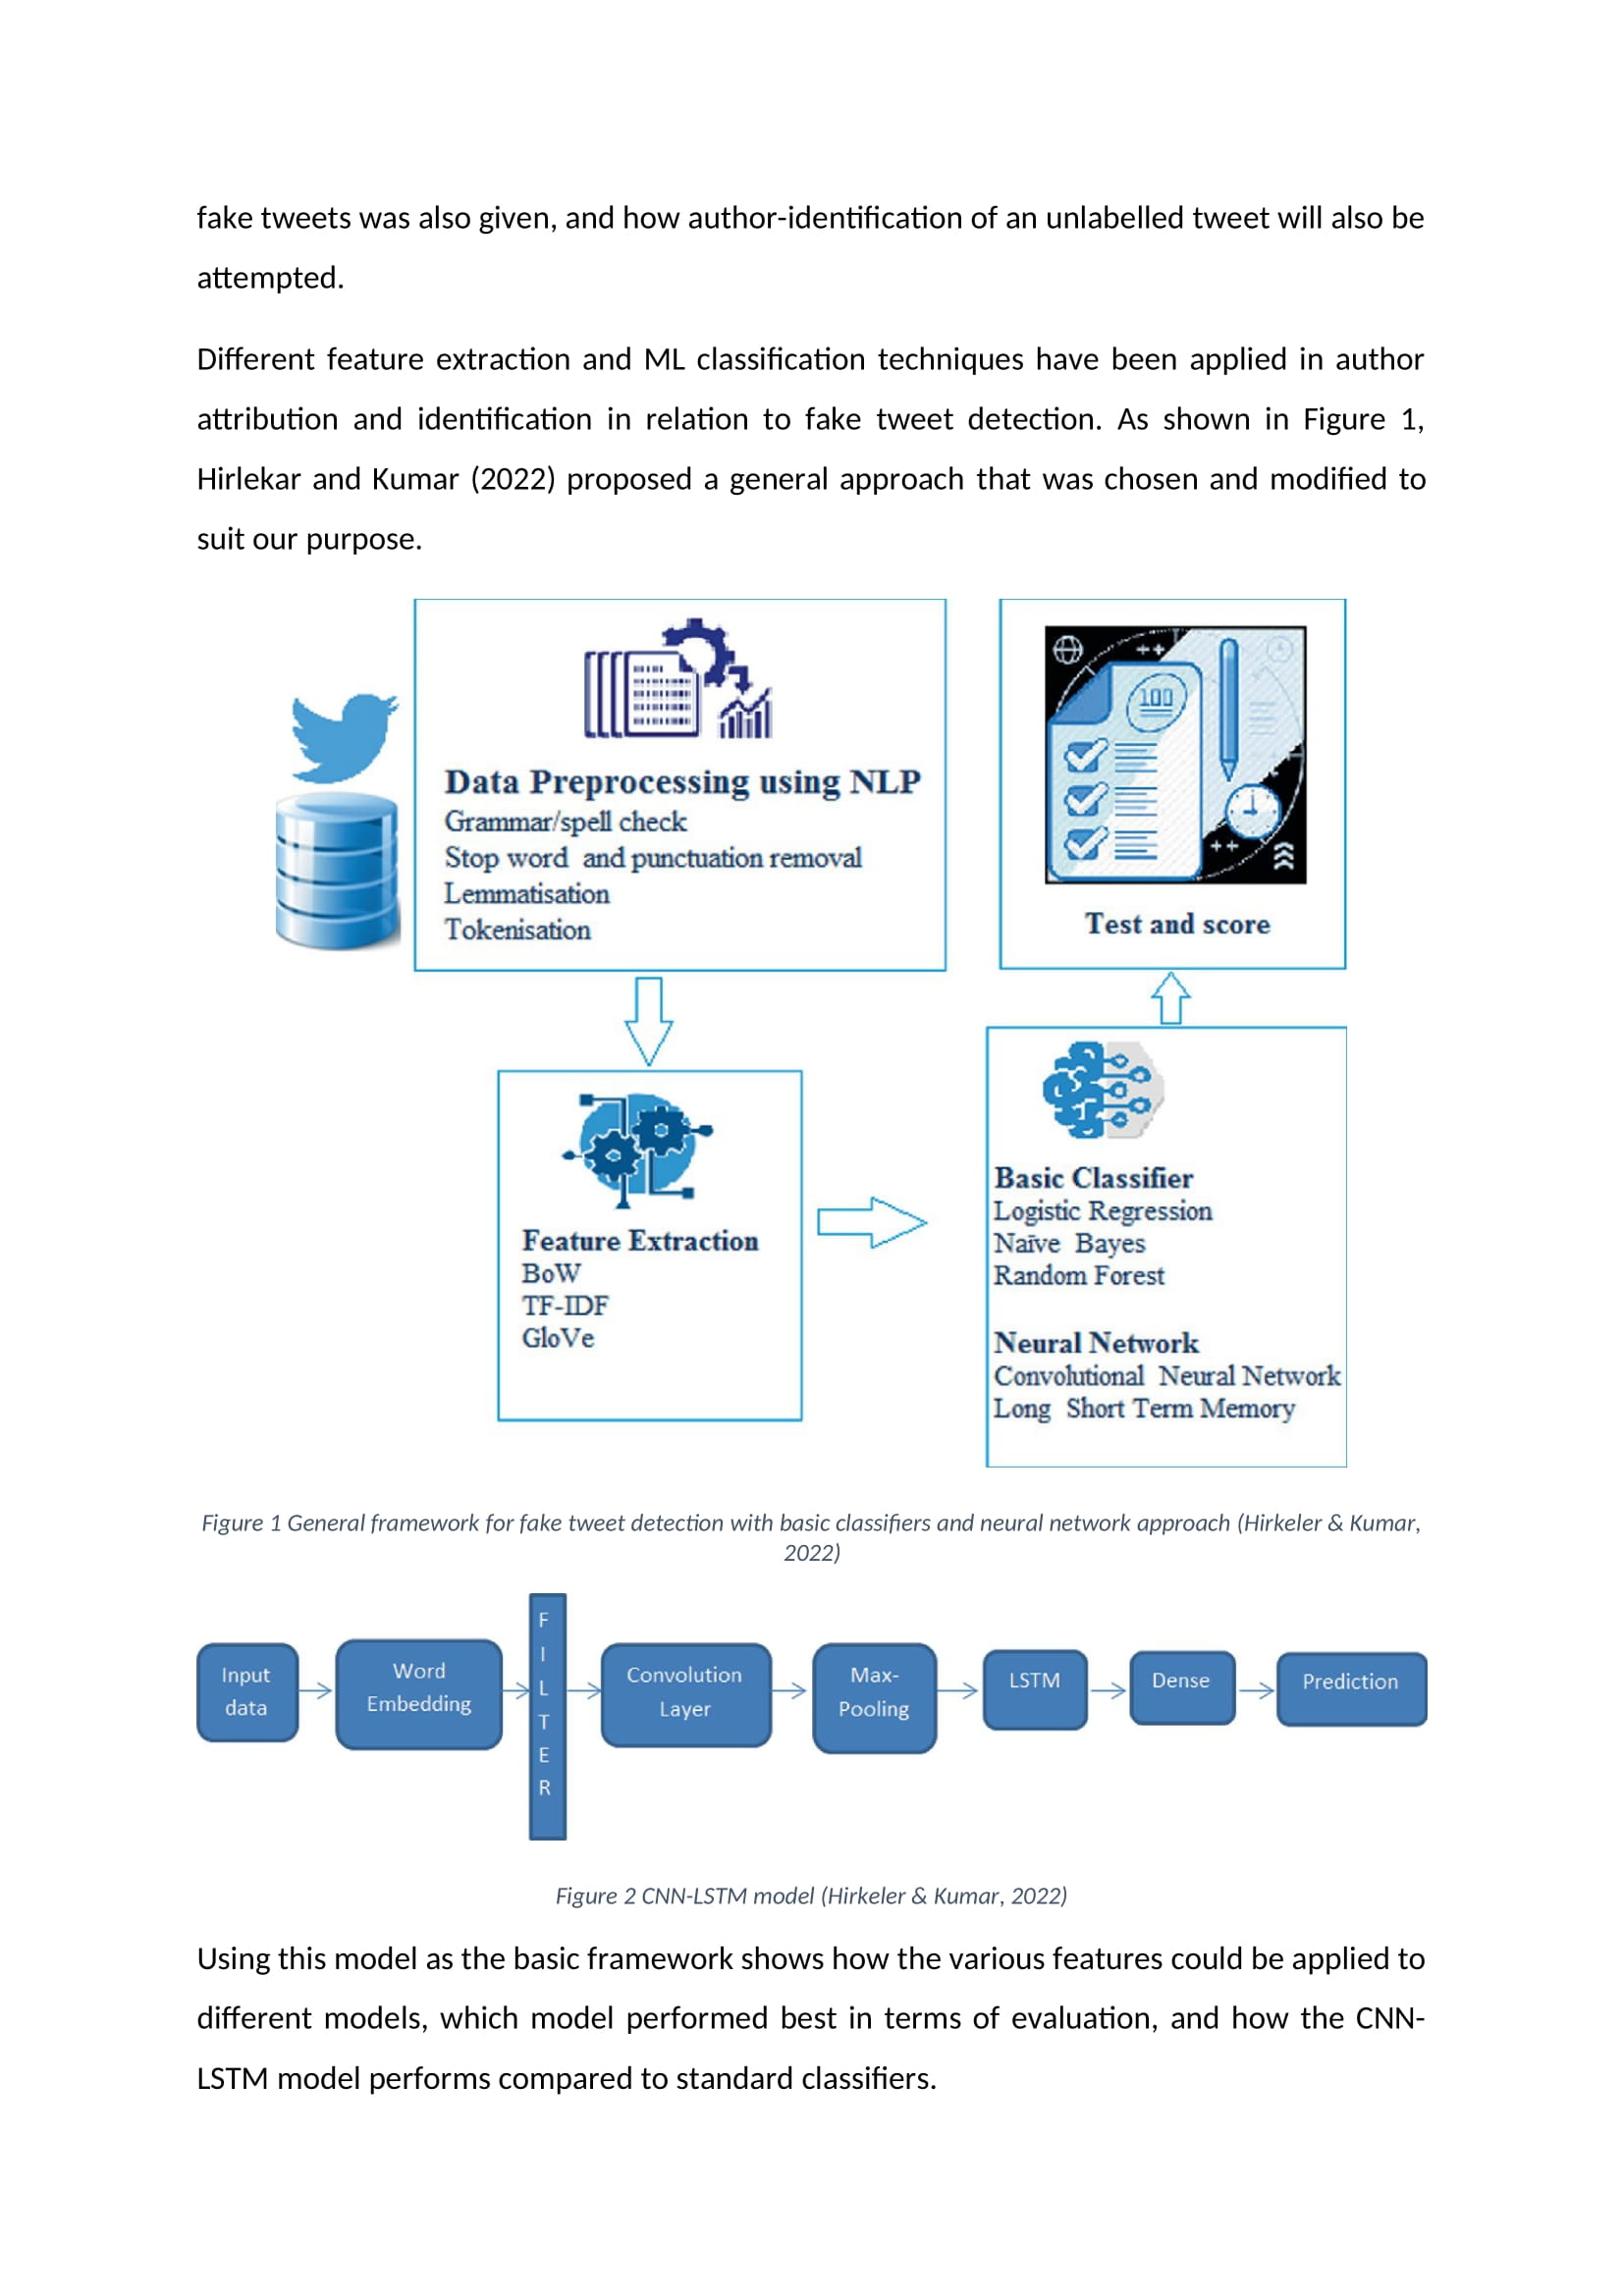 fake tweets was also given, and how author-identification of an unlabelled tweet will also be
attempted.
Different feature extraction and ML classification techniques have been applied in author
attribution and identification in relation to fake tweet detection. As shown in Figure 1,
Hirlekar and Kumar (2022) proposed a general approach that was chosen and modified to
suit our purpose.
Data Preprocessing using NLP
Grammar/spell check
Stop word and punctuation removal
Lemmatisation
Tokenisation
100
Test and score
Feature Extraction
BoW
TF-IDF
GloVe
Basic Classifier
Logistic Regression
Naïve Bayes
Random Forest
Neural Network
Convolutional Neural Network
Long Short Term Memory
Figure 1 General framework for fake tweet detection with basic classifiers and neural network approach (Hirkeler & Kumar,
2022)
Input
data
Word
Embedding
F
I
L
T
E
R
Convolution
Layer
Max-
Pooling
LSTM
Dense
Prediction
Figure 2 CNN-LSTM model (Hirkeler & Kumar, 2022)
Using this model as the basic framework shows how the various features could be applied to
different models, which model performed best in terms of evaluation, and how the CNN-
LSTM model performs compared to standard classifiers.